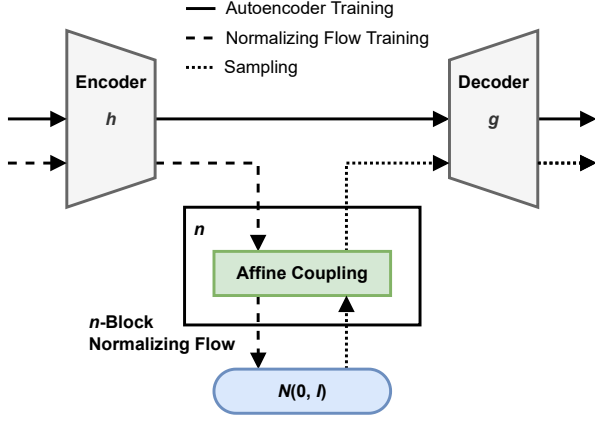 Autoencoder Training
Normalizing Flow Training
Sampling
Encoder
h
Decoder
g
n
Affine Coupling
n-Block
Normalizing Flow
N(0, I)